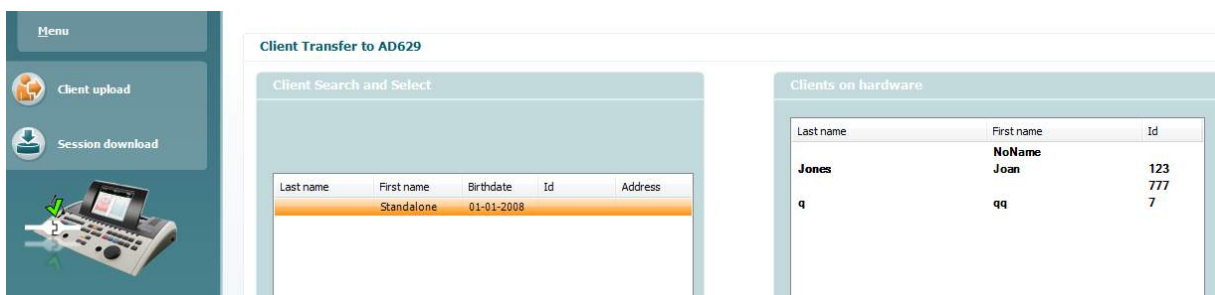 Menu
Client upload
Session download
Client Transfer to AD629
Client Search and Select
Last name First name Birthdate Id Address
Standalone 01-01-2008
Clients on hardware
Last name First name Id
NoName
Jones Joan 123
777
q qq 7